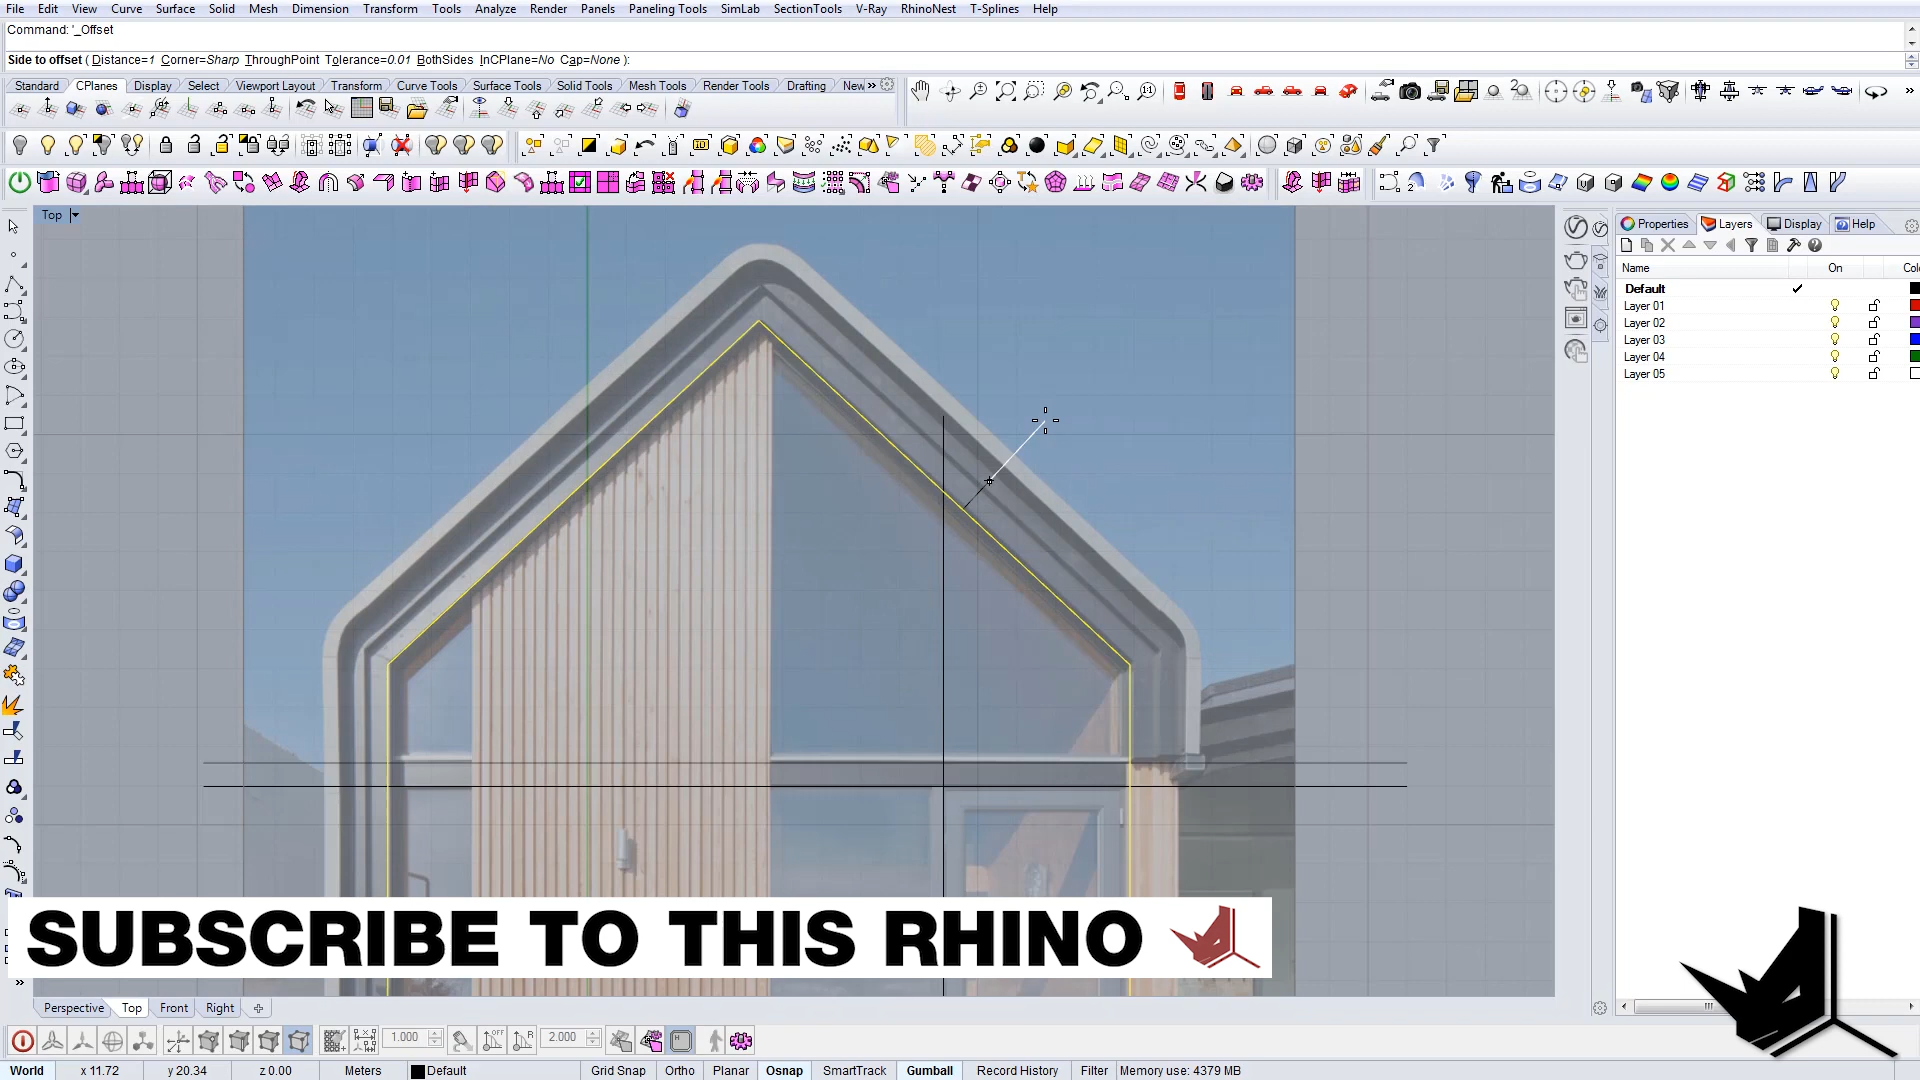 File Edit View Curve Surface Solid Mesh Dimension Transform Tools Analyze Render Panels Paneling Tools SimLab SectionTools V-Ray RhinoNest T-Splines Help
Command: '_Offset
Side to offset ( Distance=1 Corner=Sharp ThroughPoint Tolerance=0.01 BothSides InCPlane=No Cap=None ):
Standard CPlanes Display Select Viewport Layout Transform Curve Tools Surface Tools Solid Tools Mesh Tools Render Tools Drafting New »
Top
Properties Layers Display Help
Name On Colo
Default
Layer 01
Layer 02
Layer 03
Layer 04
Layer 05
SUBSCRIBE TO THIS RHINO
Perspective Top Front Right
1.000 2.000
World x 11.72 y 20.34 z 0.00 Meters Default Grid Snap Ortho Planar Osnap SmartTrack Gumball Record History Filter Memory use: 4379 MB